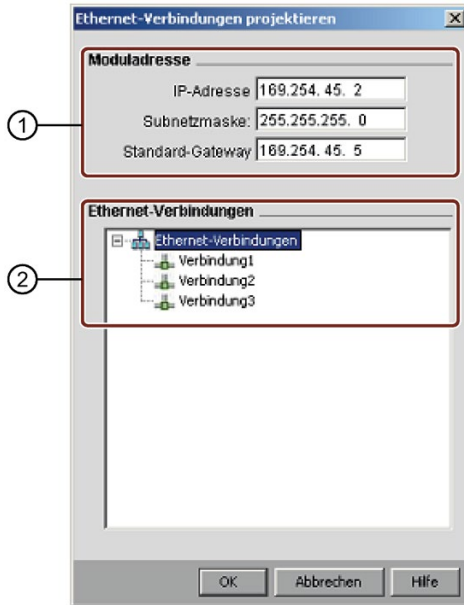 Ethernet-Verbindungen projektieren
Moduladresse
IP-Adresse 169.254. 45. 2
Subnetzmaske: 255.255.255. 0
Standard-Gateway 169.254. 45. 5
①
Ethernet-Verbindungen
Ethernet-Verbindungen
Verbindung1
②
Verbindung2
Verbindung3
OK Abbrechen Hilfe